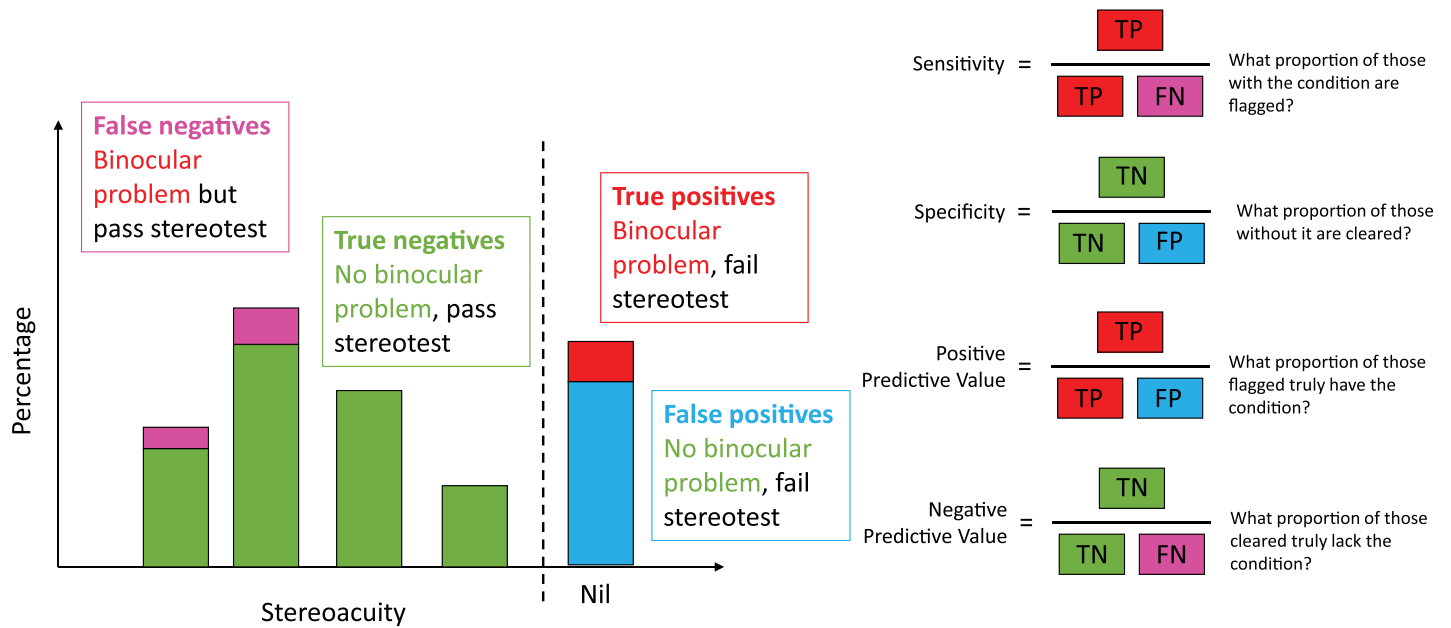 False negatives
Binocular
problem but
pass stereotest
True negatives
No binocular
problem, pass
stereotest
True positives
Binocular
problem, fail
stereotest
False positives
No binocular
problem, fail
stereotest
Percentage
Stereoacuity
Nil
Sensitivity =
TP
TP FN
What proportion of those
with the condition are
flagged?
Specificity =
TN
TN FP
What proportion of those
without it are cleared?
Positive
Predictive Value =
TP
TP FP
What proportion of those
flagged truly have the
condition?
Negative
Predictive Value =
TN
TN FN
What proportion of those
cleared truly lack the
condition?